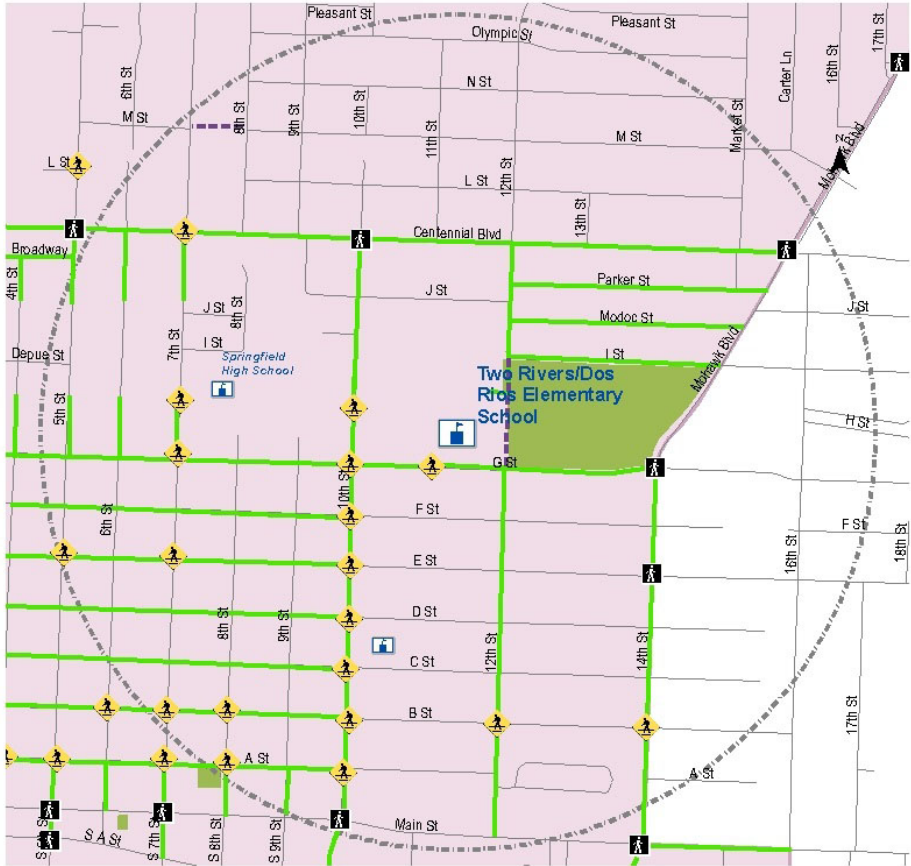 Pleasant St
Pleasant St
17th St
Olympic St
16th St
Carter Ln
6th St
N St
8th St
9th St
10th St
Market St
M St
M St
11th St
Mohawk Blvd
N
L St
12th St
L St
13th St
Centennial Blvd
Broadway
4th St
Parker St
J St
8th St
J St
J St
Modoc St
7th St
I St
I St
Mohawk Blvd
Depue St
Springfield
High School
Two Rivers/Dos
Rios Elementary
School
5th St
H St
G St
10th St
6th St
F St
F St
16th St
18th St
E St
8th St
9th St
D St
12th St
14th St
C St
B St
17th St
A St
A St
Main St
S A St
S 7th St
S 8th St
S 9th St